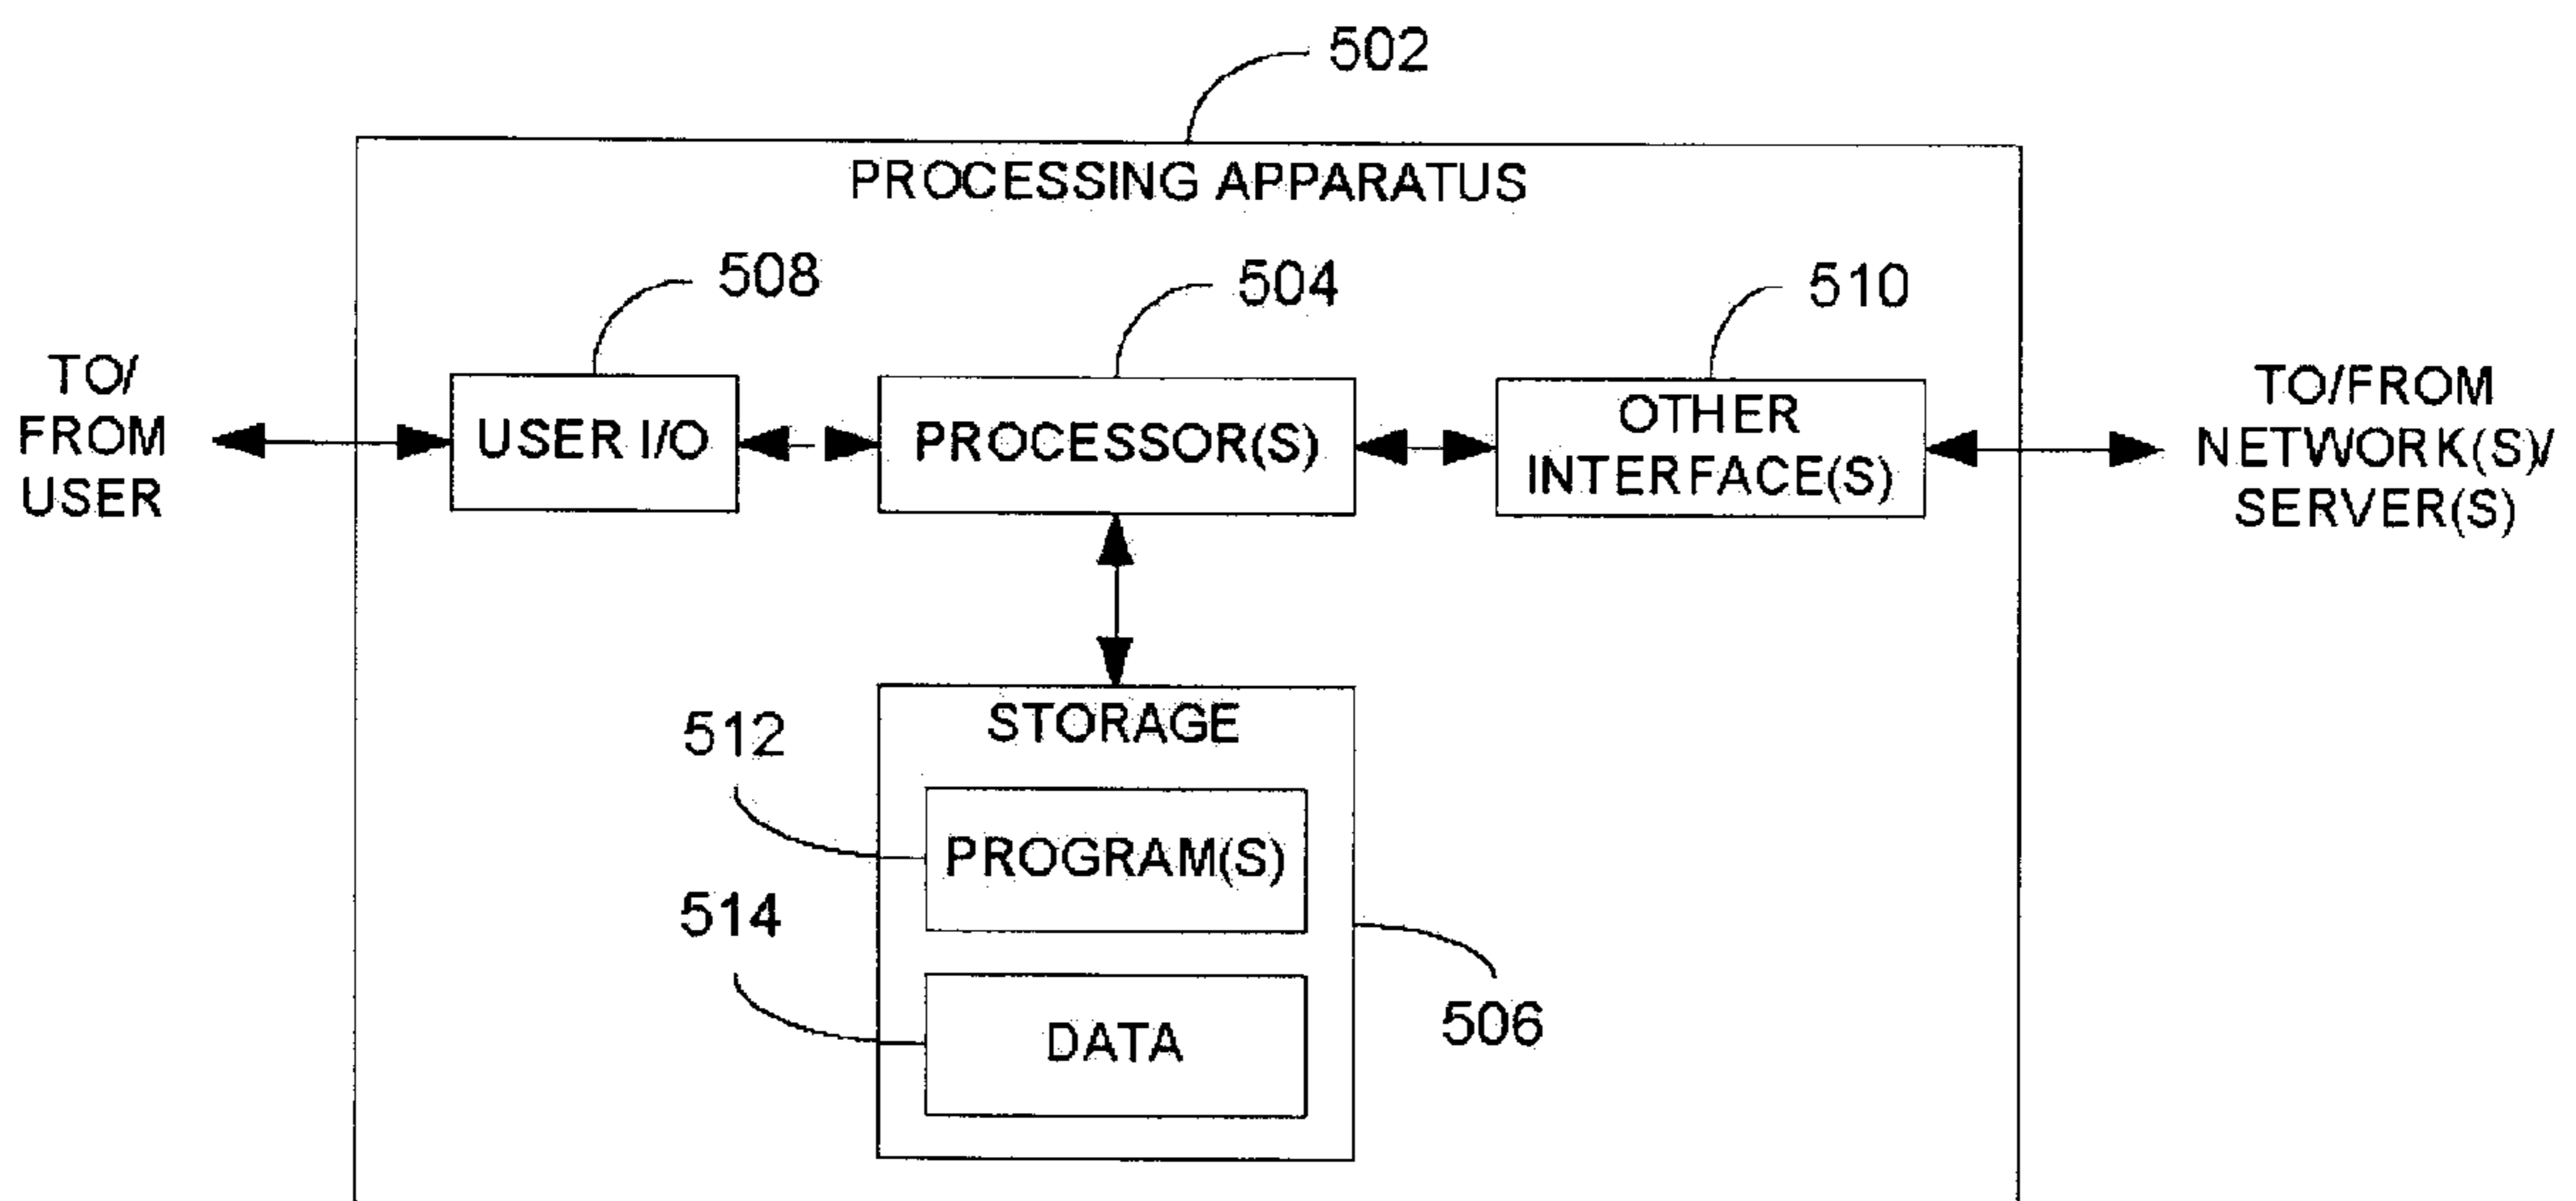 502
PROCESSING APPARATUS
508
504
510
TO/
FROM
USER
USER I/O
PROCESSOR(S)
OTHER
INTERFACE(S)
TO/FROM
NETWORK(S)/
SERVER(S)
STORAGE
512
PROGRAM(S)
514
DATA
506